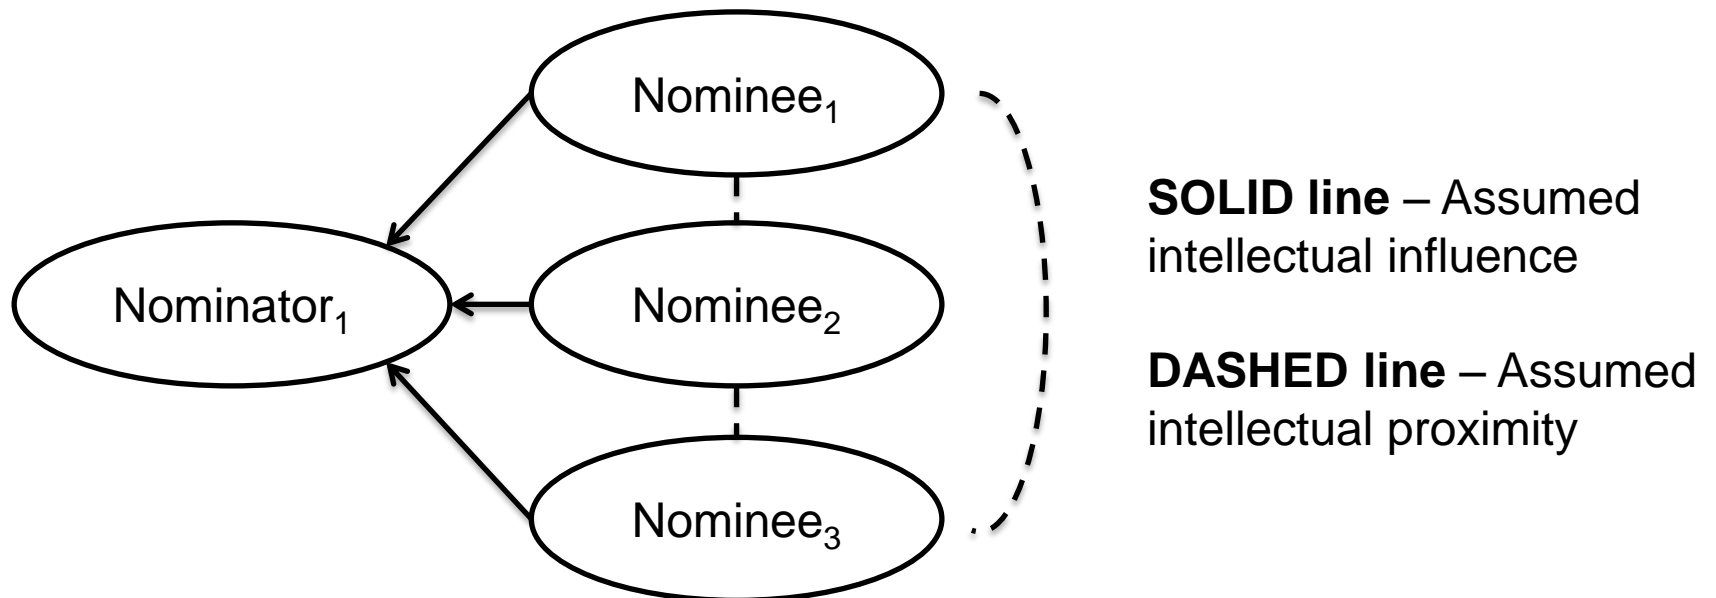 Nominee₁
Nominator₁
Nominee₂
Nominee₃
SOLID line – Assumed
intellectual influence
DASHED line – Assumed
intellectual proximity